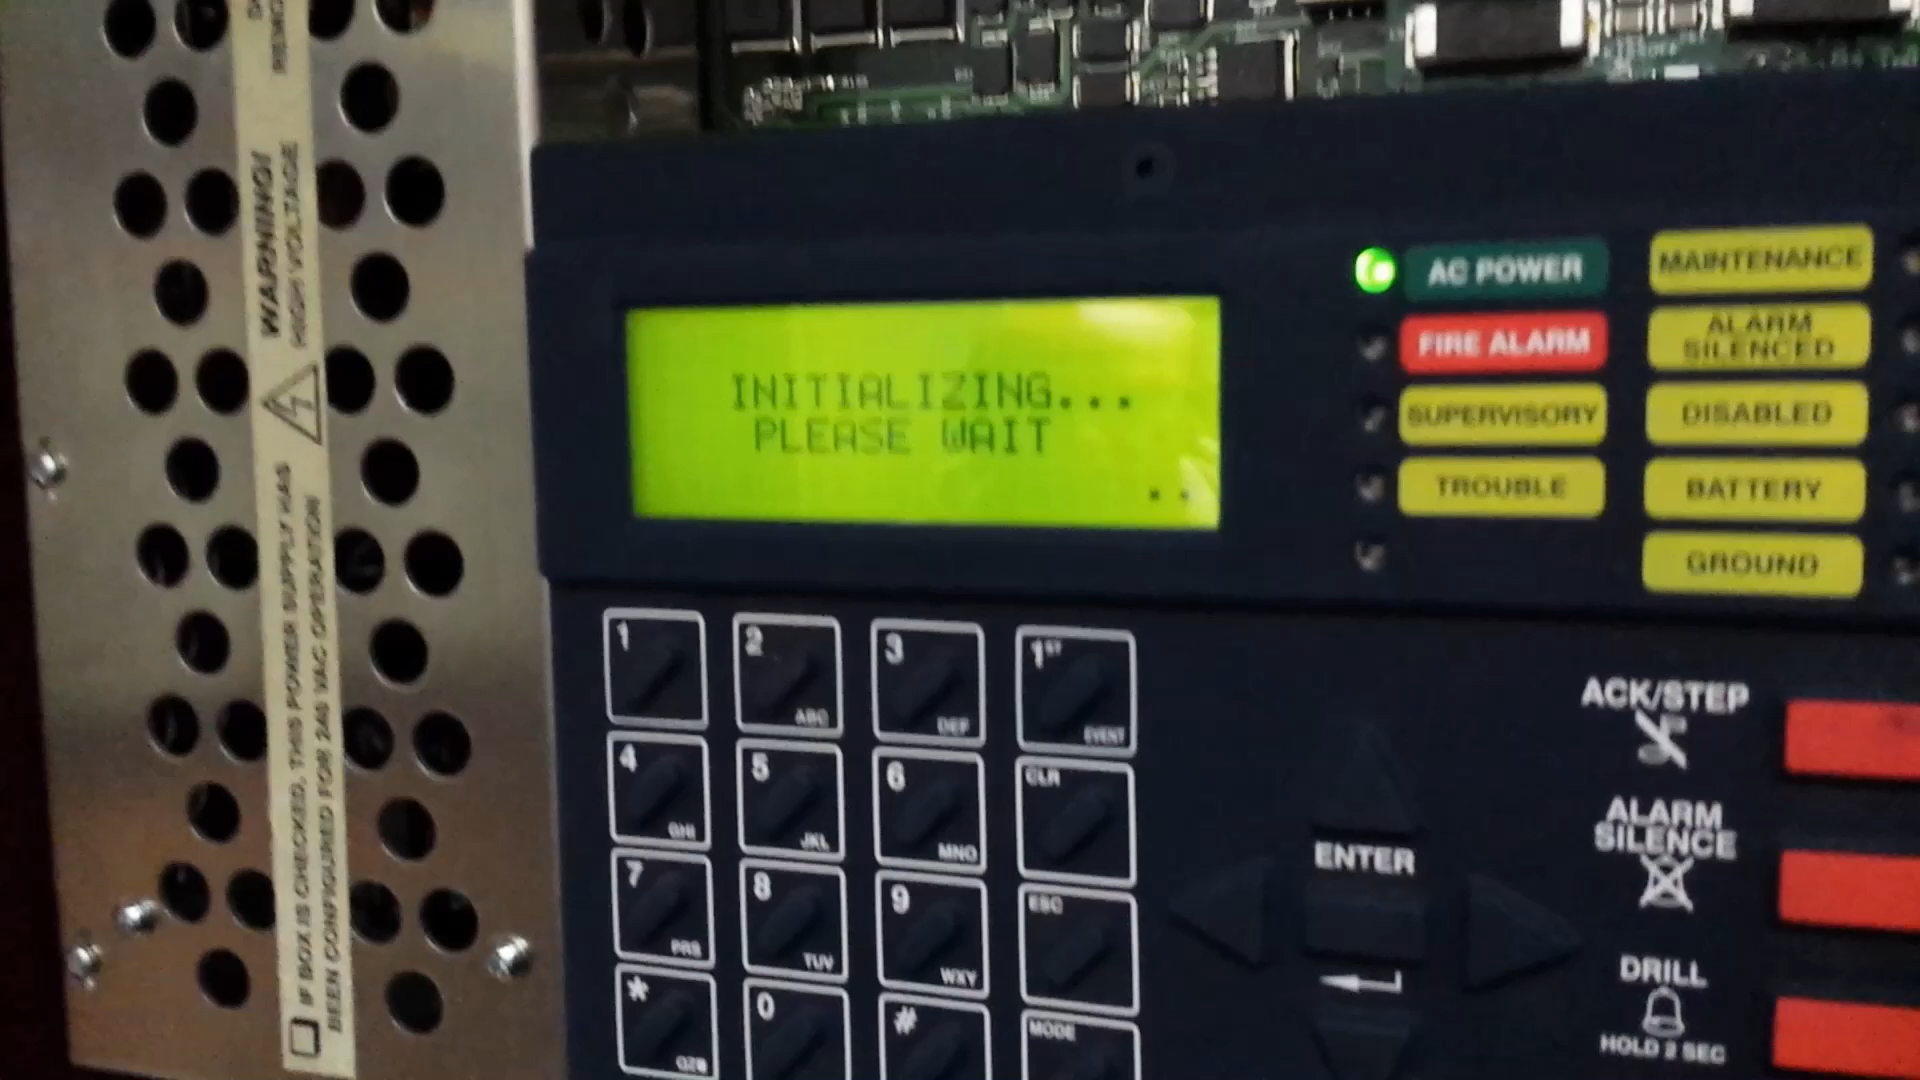 WARNING!
HIGH VOLTAGE
IF BOX IS CHECKED, THIS POWER SUPPLY HAS
BEEN CONFIGURED FOR 240 VAC OPERATION
INITIALIZING...
PLEASE WAIT
..
AC POWER
FIRE ALARM
SUPERVISORY
TROUBLE
MAINTENANCE
ALARM
SILENCED
DISABLED
BATTERY
GROUND
1
2 ABC
3 DEF
1ST EVENT
4 GHI
5 JKL
6 MNO
CLR
7 PRS
8 TUV
9 WXY
ESC
* QZ
0
#
MODE
ENTER
ACK/STEP
ALARM
SILENCE
DRILL
HOLD 2 SEC